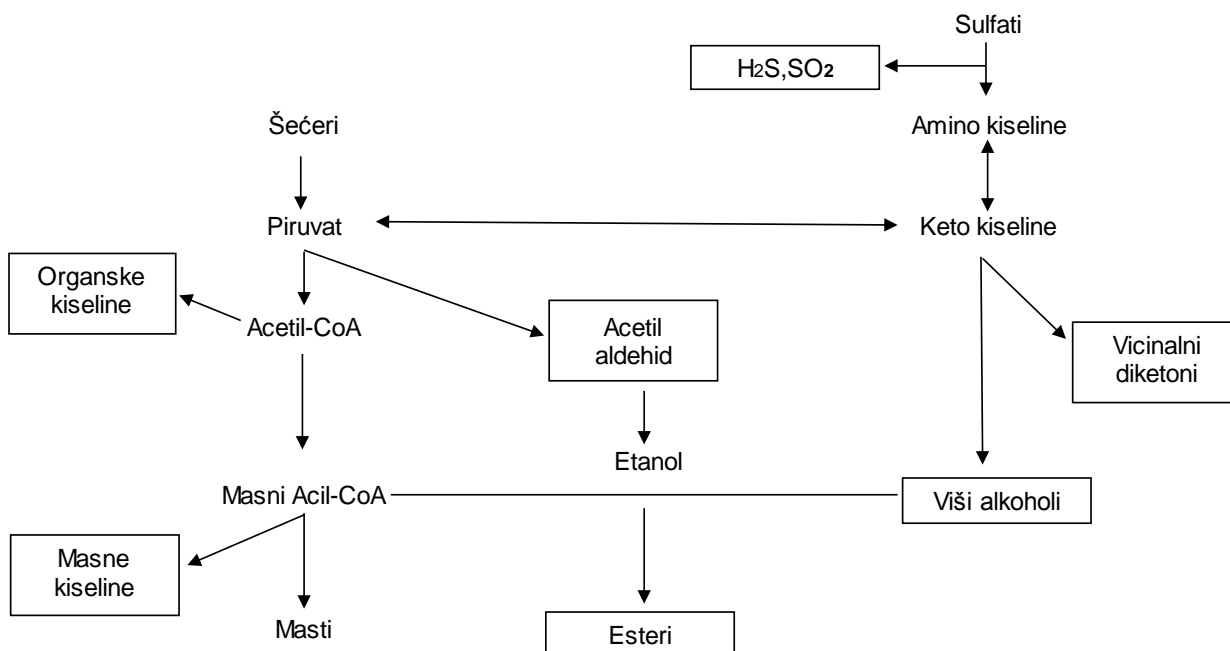 Sulfati
H2S,SO2
Šećeri
Amino kiseline
Piruvat
Keto kiseline
Organske
kiseline
Acetil-CoA
Acetil
aldehid
Vicinalni
diketoni
Etanol
Masni Acil-CoA
Viši alkoholi
Masne
kiseline
Masti
Esteri